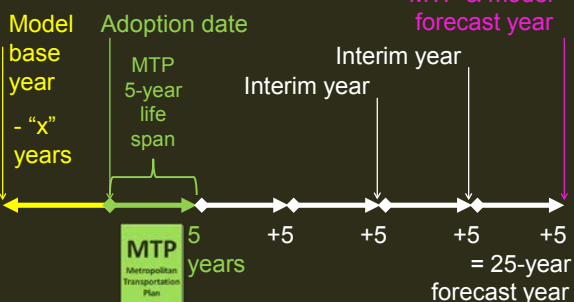 forecast year
Model
base
year
- “x”
years
Adoption date
MTP
5-year
life
span
Interim year
Interim year
5
years
+5
+5
+5
+5
= 25-year
forecast year
MTP
Metropolitan
Transportation
Plan